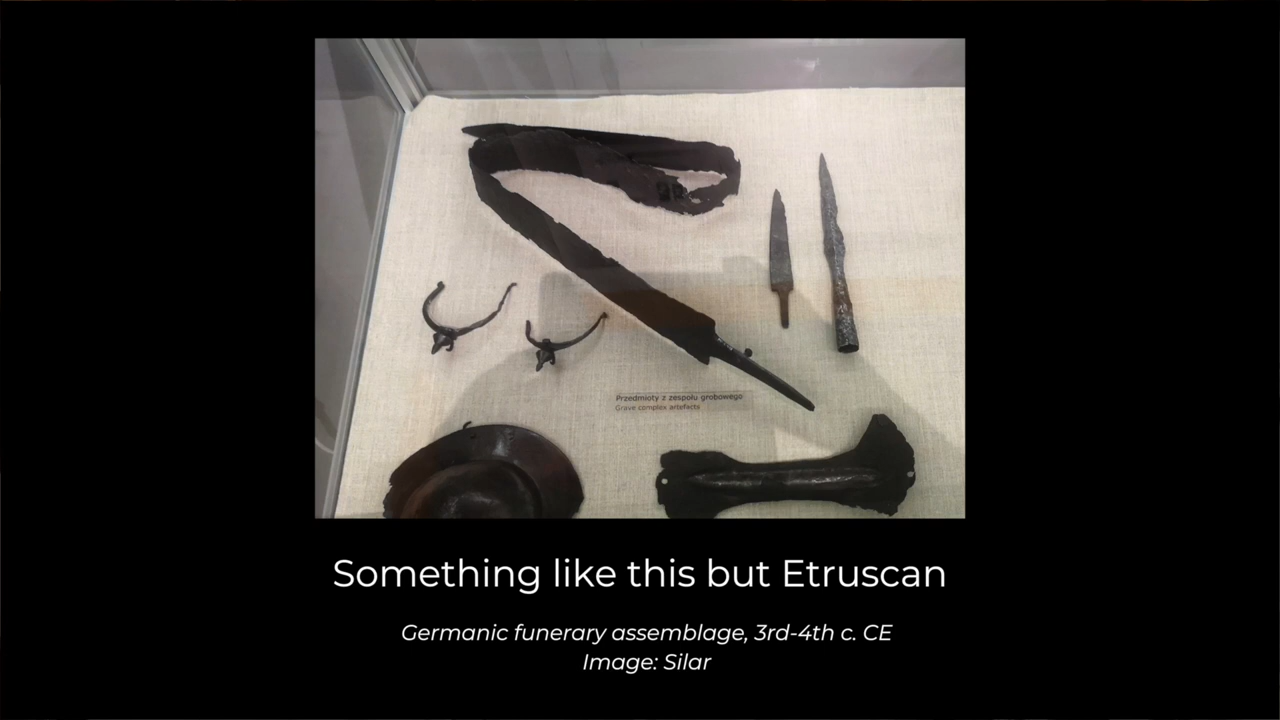 Przedmioty z zespołu grobowego
Grave complex artefacts
Something like this but Etruscan
Germanic funerary assemblage, 3rd-4th c. CE
Image: Silar